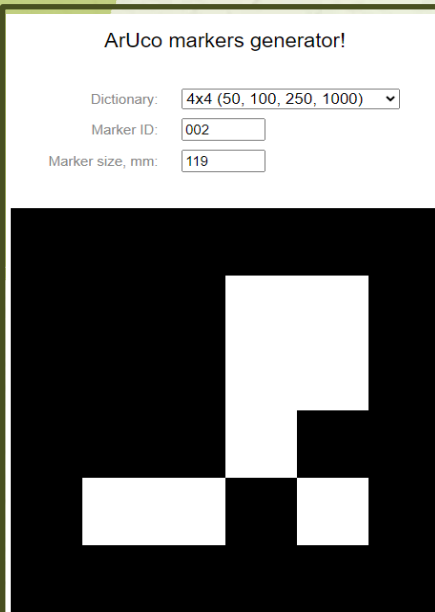 ArUco markers generator!
Dictionary: 4x4 (50, 100, 250, 1000)
Marker ID: 002
Marker size, mm: 119